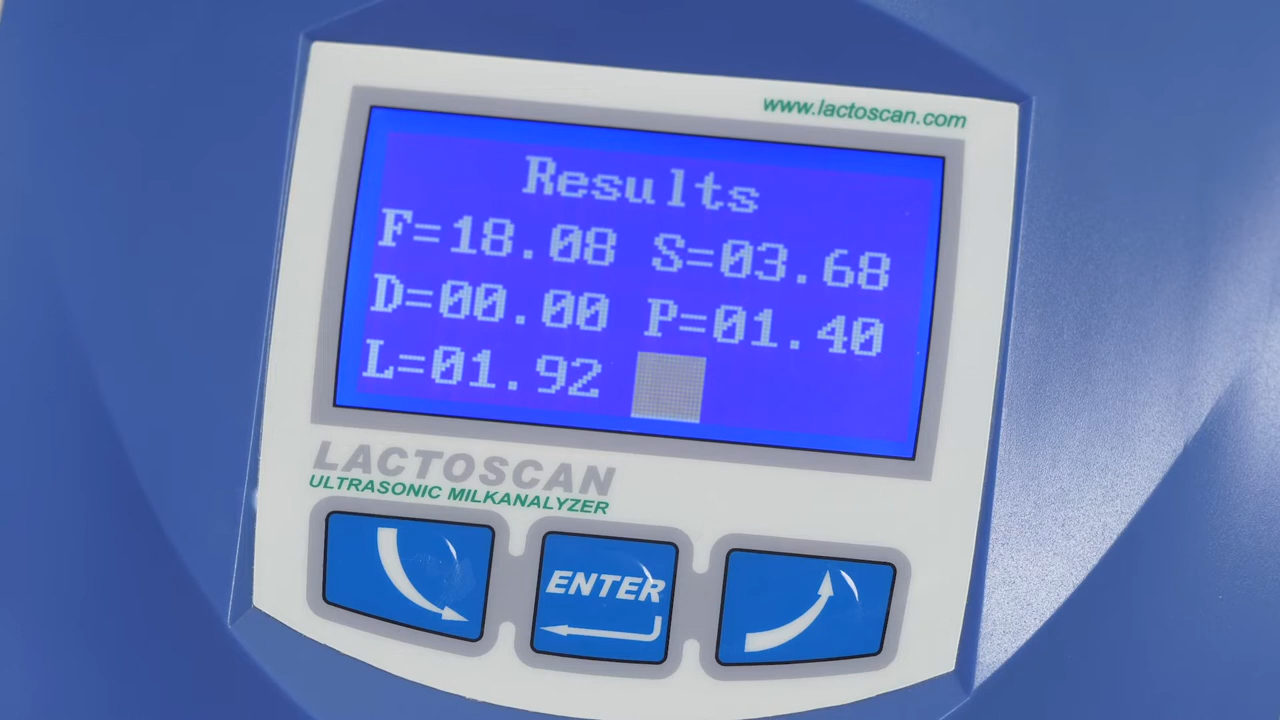 www.lactoscan.com
Results
F=18.08 S=03.68
D=00.00 P=01.40
L=01.92
LACTOSCAN
ULTRASONIC MILKANALYZER
ENTER